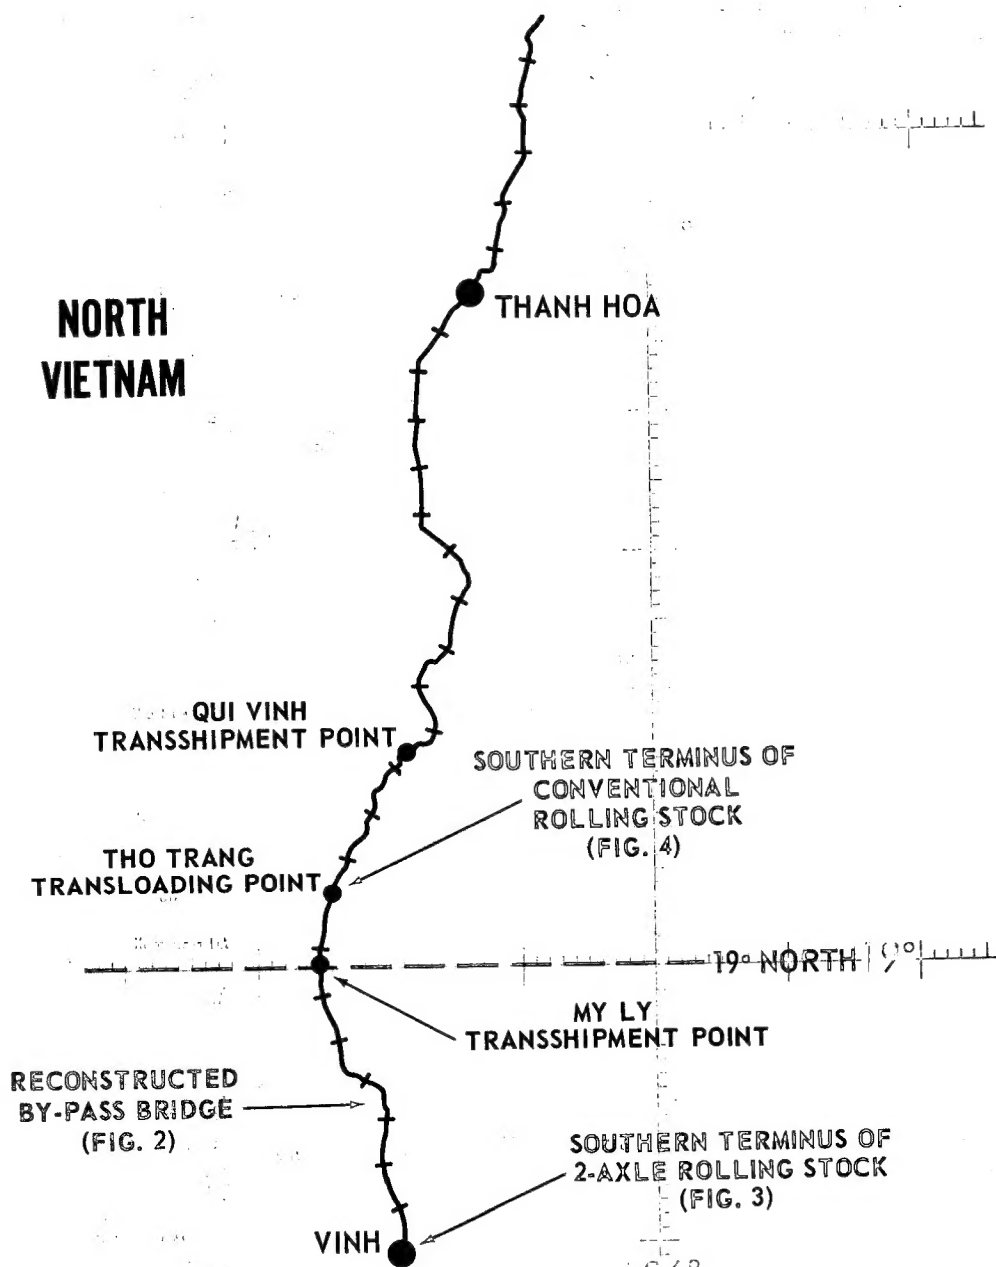 THANH HOA
NORTH
VIETNAM
QUI VINH
TRANSSHIPMENT POINT
SOUTHERN TERMINUS OF
CONVENTIONAL
ROLLING STOCK
(FIG. 4)
THO TRANG
TRANSLOADING POINT
19° NORTH 19°
MY LY
TRANSSHIPMENT POINT
RECONSTRUCTED
BY-PASS BRIDGE
(FIG. 2)
SOUTHERN TERMINUS OF
2-AXLE ROLLING STOCK
(FIG. 3)
VINH